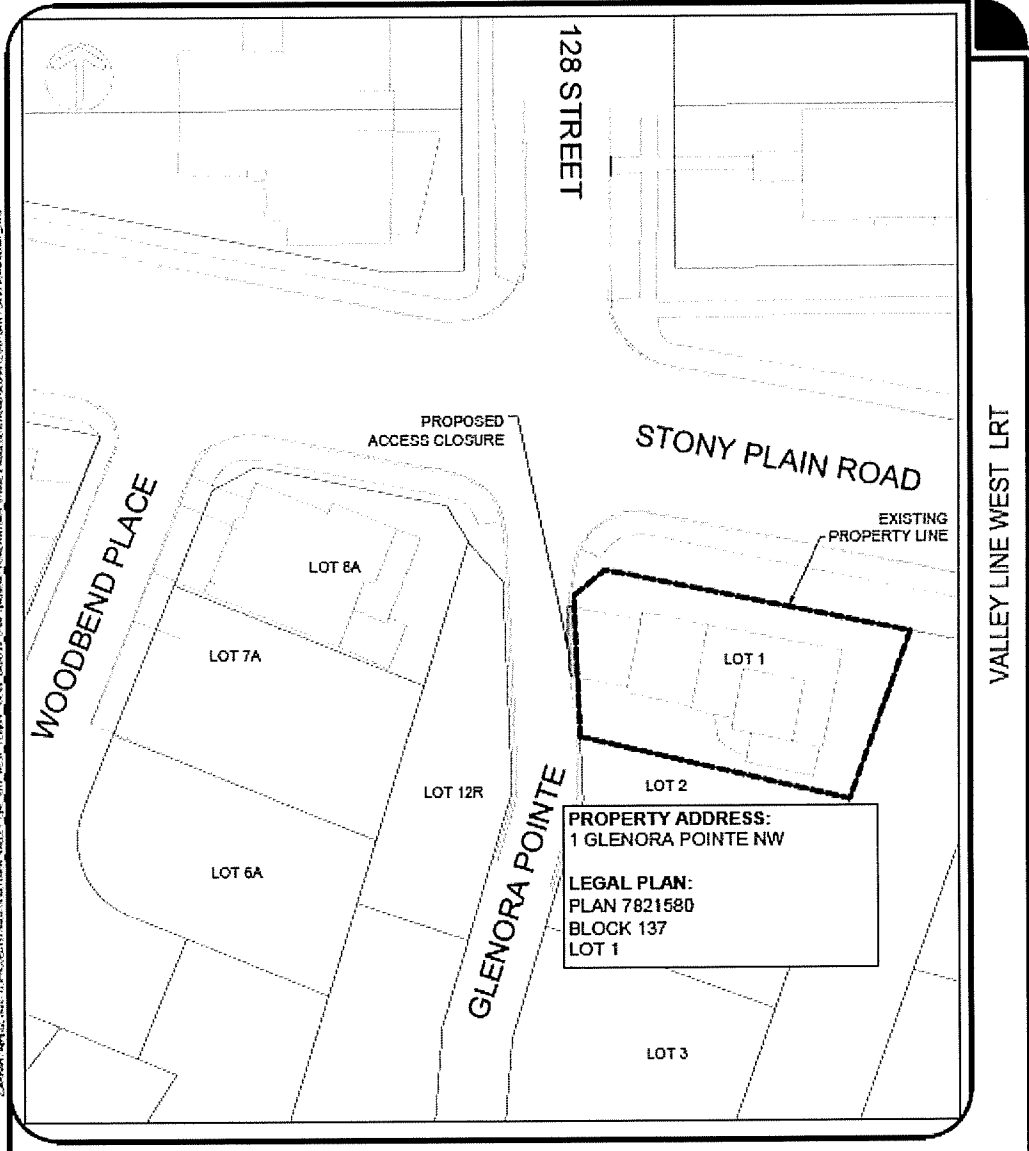 128 STREET
PROPOSED
ACCESS CLOSURE
STONY PLAIN ROAD
EXISTING
PROPERTY LINE
WOODBEND PLACE
LOT 8A
LOT 7A
LOT 1
LOT 12R
LOT 2
LOT 6A
GLENORA POINTE
PROPERTY ADDRESS:
1 GLENORA POINTE NW
LEGAL PLAN:
PLAN 7821580
BLOCK 137
LOT 1
LOT 3
VALLEY LINE WEST LRT